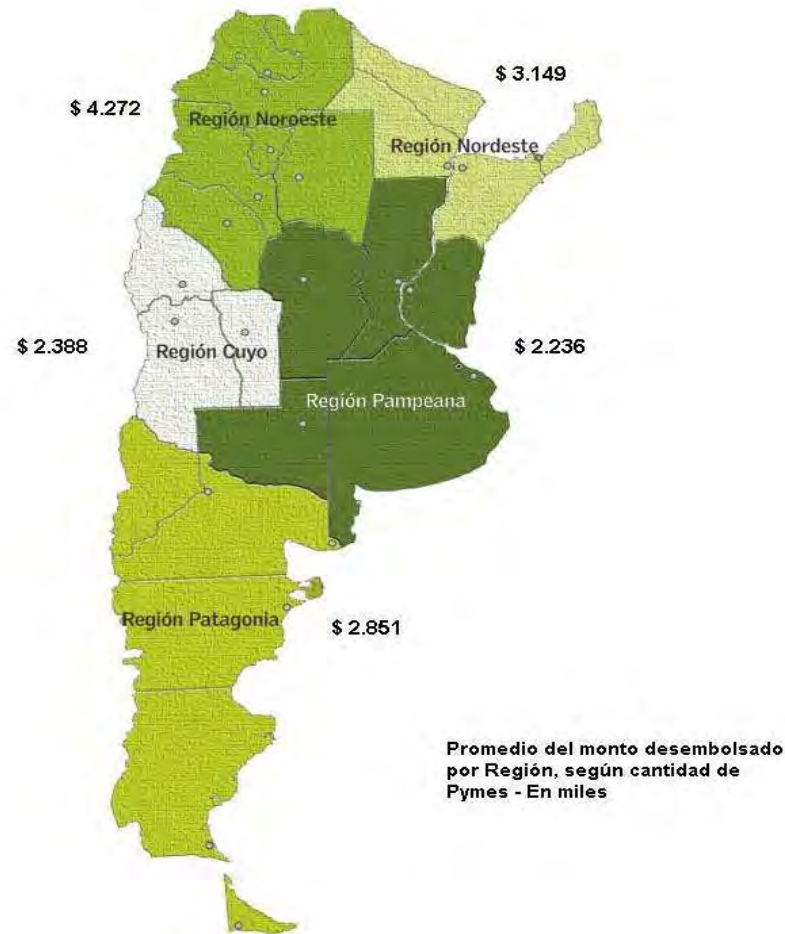 $ 3.149
$ 4.272
Región Noroeste
Región Nordeste
$ 2.388
Región Cuyo
$ 2.236
Región Pampeana
Región Patagonia
$ 2.851
Promedio del monto desembolsado
por Región, según cantidad de
Pymes - En miles